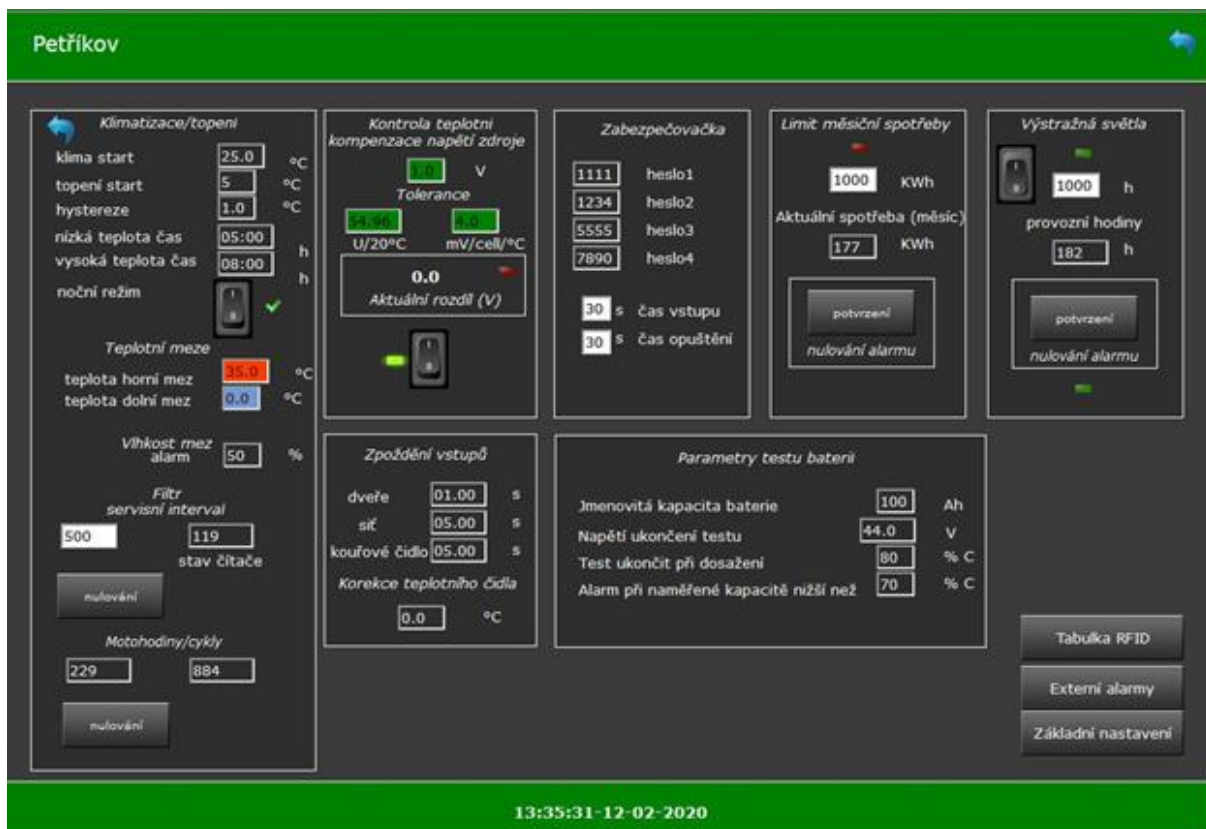 Petříkov
Klimatizace/topení
klima start 25.0 °C
topení start 5 °C
hystereze 1.0 °C
nízká teplota čas 05:00 h
vysoká teplota čas 08:00 h
noční režim
Teplotní meze
teplota horní mez 35.0 °C
teplota dolní mez 0.0 °C
Vlhkost mez
alarm 50 %
Filtr
servisní interval
500 119
stav čítače
nulování
Motohodiny/cykly
229 884
nulování
Kontrola teplotní
kompenzace napětí zdroje
1.0 V
Tolerance
54.96 4.0
U/20°C mV/cell/°C
0.0
Aktuální rozdíl (V)
Zabezpečovačka
1111 heslo1
1234 heslo2
5555 heslo3
7890 heslo4
30 s čas vstupu
30 s čas opuštění
Limit měsíční spotřeby
1000 KWh
Aktuální spotřeba (měsíc)
177 KWh
potvrzení
nulování alarmu
Výstražná světla
1000 h
provozní hodiny
182 h
potvrzení
nulování alarmu
Zpoždění vstupů
dveře 01.00 s
síť 05.00 s
kouřové čidlo 05.00 s
Korekce teplotního čidla
0.0 °C
Parametry testu baterií
Jmenovitá kapacita baterie 100 Ah
Napětí ukončení testu 44.0 V
Test ukončit při dosažení 80 % C
Alarm při naměřené kapacitě nižší než 70 % C
Tabulka RFID
Externí alarmy
Základní nastavení
13:35:31-12-02-2020